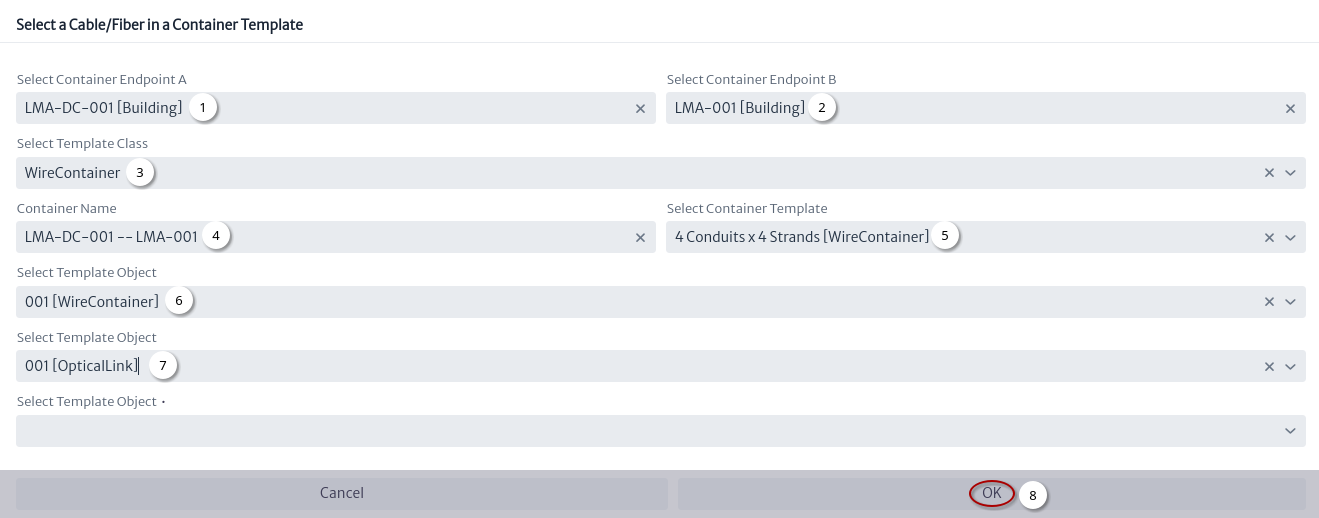 Select a Cable/Fiber in a Container Template
Select Container Endpoint A Select Container Endpoint B
LMA-DC-001 [Building] 1 LMA-001 [Building] 2
Select Template Class
WireContainer 3
Container Name Select Container Template
LMA-DC-001 -- LMA-001 4 4 Conduits x 4 Strands [WireContainer] 5
Select Template Object
001 [WireContainer] 6
Select Template Object
001 [OpticalLink] 7
Select Template Object •
Cancel OK 8